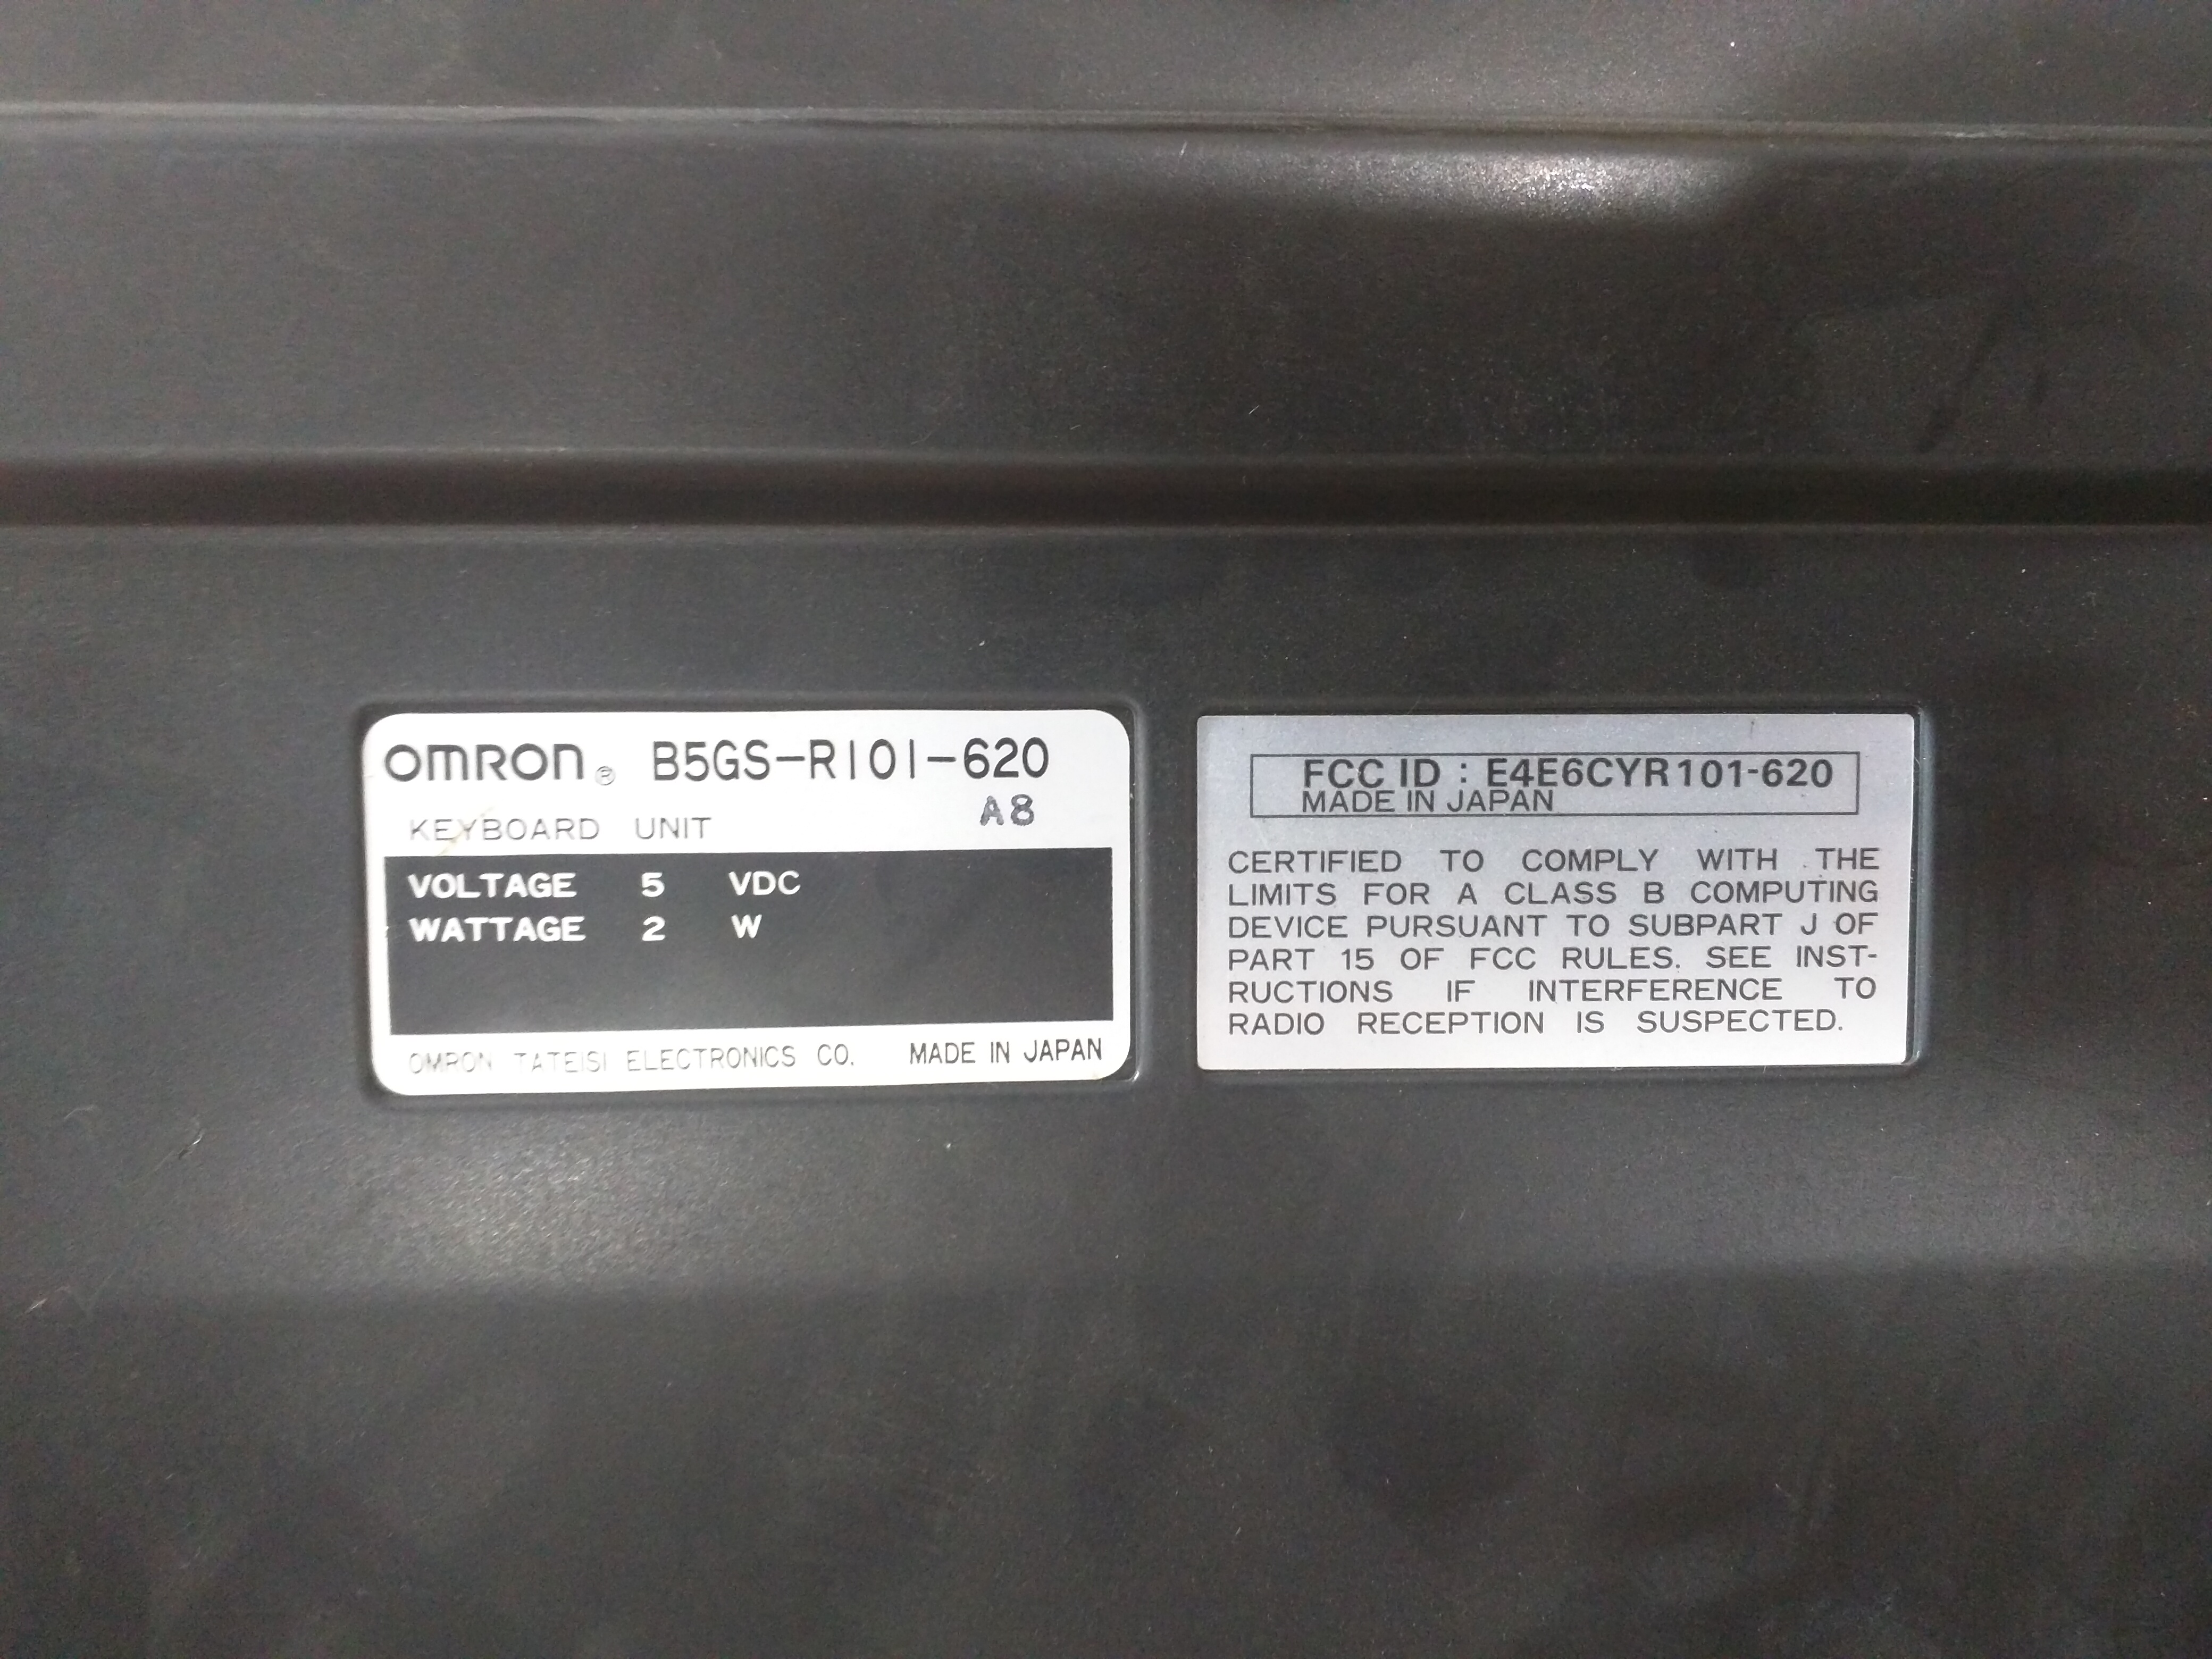 OMRON ® B5GS-R101-620
A8
KEYBOARD UNIT
VOLTAGE 5 VDC
WATTAGE 2 W
OMRON TATEISI ELECTRONICS CO. MADE IN JAPAN
FCC ID : E4E6CYR101-620
MADE IN JAPAN
CERTIFIED TO COMPLY WITH THE
LIMITS FOR A CLASS B COMPUTING
DEVICE PURSUANT TO SUBPART J OF
PART 15 OF FCC RULES. SEE INST-
RUCTIONS IF INTERFERENCE TO
RADIO RECEPTION IS SUSPECTED.